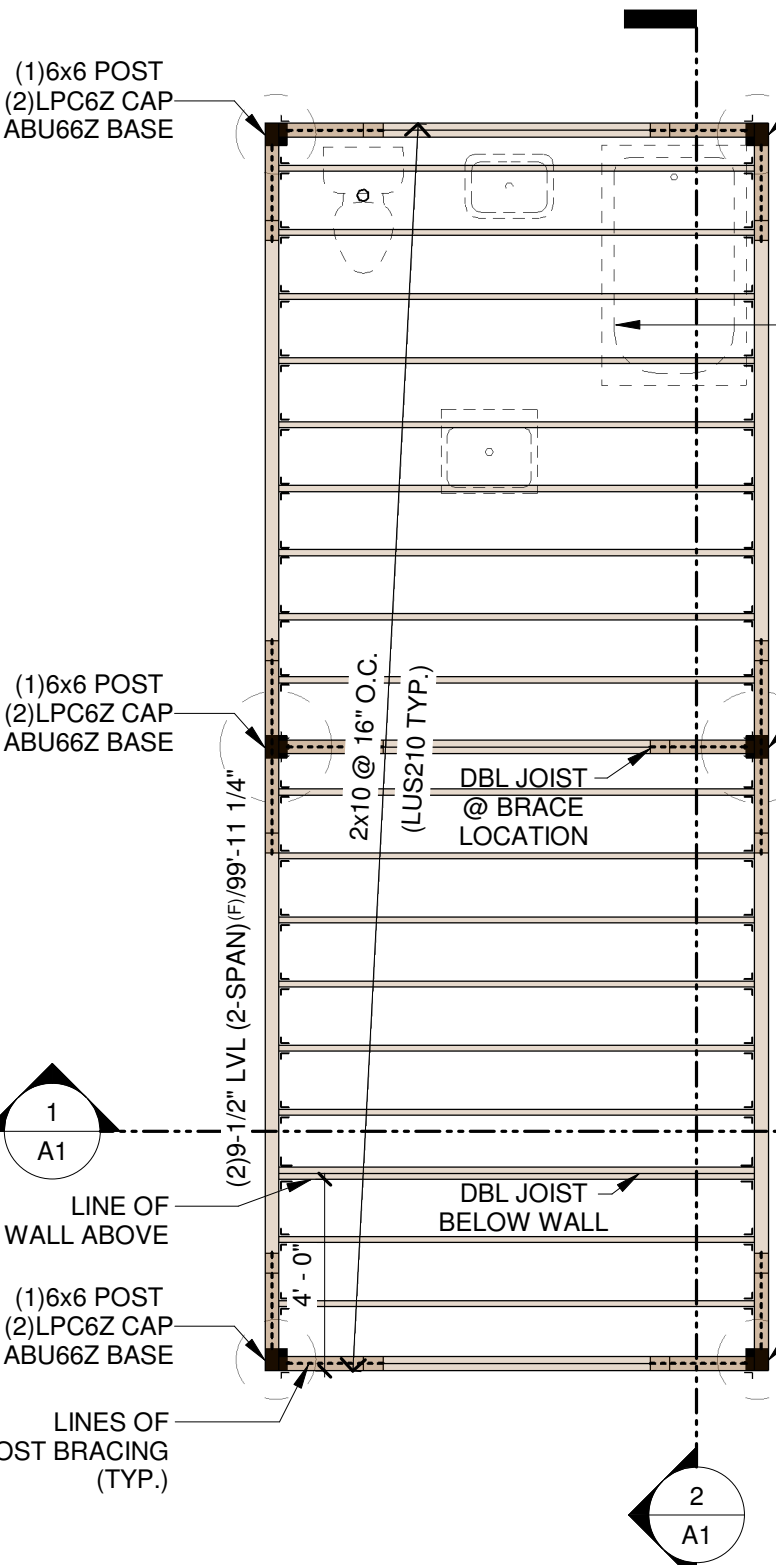 (1)6x6 POST
(2)LPC6Z CAP
ABU66Z BASE
(1)6x6 POST
(2)LPC6Z CAP
ABU66Z BASE
2x10 @ 16" O.C.
(LUS210 TYP.)
DBL JOIST
@ BRACE
LOCATION
(2)9-1/2" LVL (2-SPAN)(F)/99'-11 1/4"
1
A1
LINE OF
WALL ABOVE
DBL JOIST
BELOW WALL
4' - 0"
(1)6x6 POST
(2)LPC6Z CAP
ABU66Z BASE
LINES OF
OST BRACING
(TYP.)
2
A1